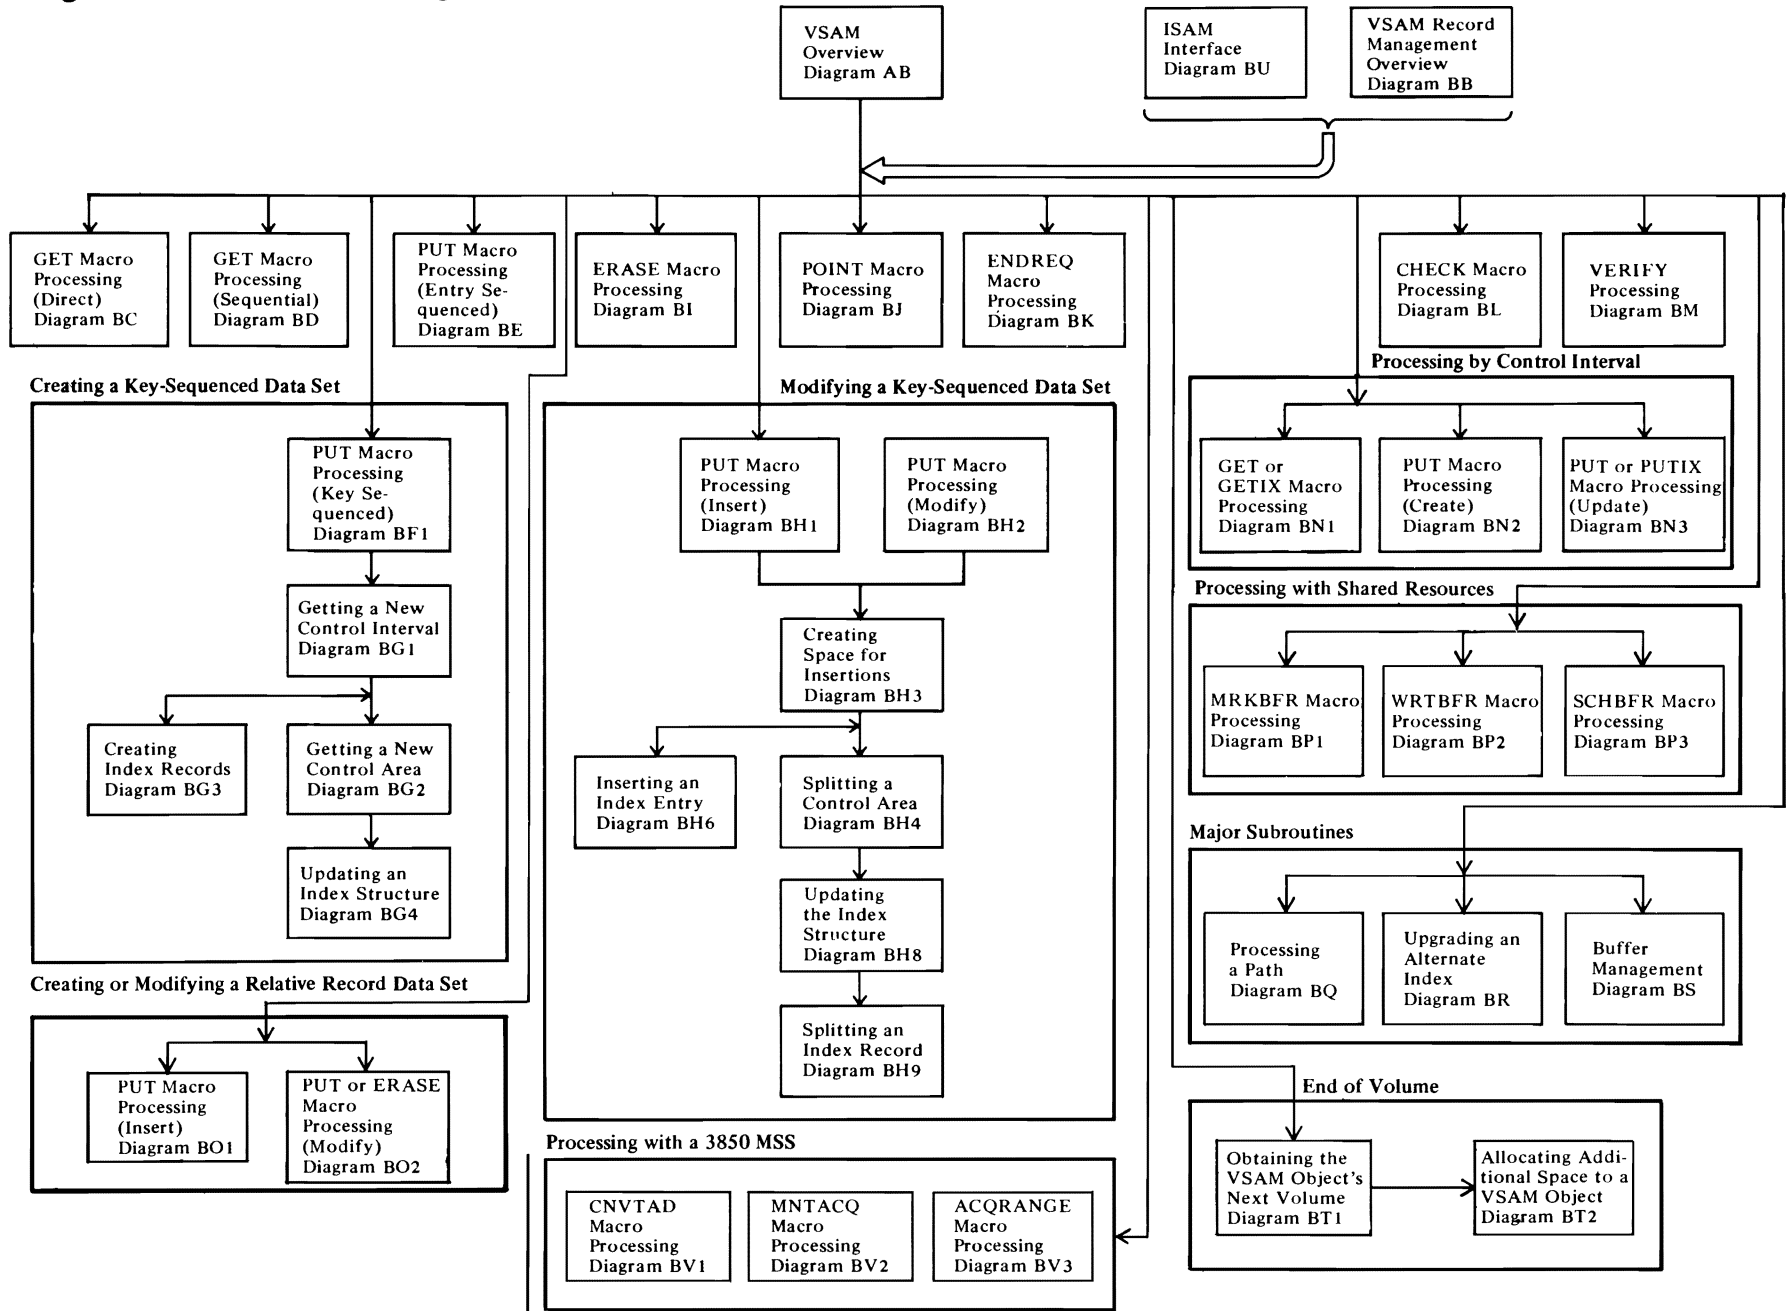 VSAM
Overview
Diagram AB
ISAM
Interface
Diagram BU
VSAM Record
Management
Overview
Diagram BB
GET Macro
Processing
(Direct)
Diagram BC
GET Macro
Processing
(Sequential)
Diagram BD
PUT Macro
Processing
(Entry Se-
quenced)
Diagram BE
ERASE Macro
Processing
Diagram BI
POINT Macro
Processing
Diagram BJ
ENDREQ
Macro
Processing
Diagram BK
CHECK Macro
Processing
Diagram BL
VERIFY
Processing
Diagram BM
Creating a Key-Sequenced Data Set
PUT Macro
Processing
(Key Se-
quenced)
Diagram BF1
Getting a New
Control Interval
Diagram BG1
Creating
Index Records
Diagram BG3
Getting a New
Control Area
Diagram BG2
Updating an
Index Structure
Diagram BG4
Creating or Modifying a Relative Record Data Set
PUT Macro
Processing
(Insert)
Diagram BO1
PUT or ERASE
Macro
Processing
(Modify)
Diagram BO2
Modifying a Key-Sequenced Data Set
PUT Macro
Processing
(Insert)
Diagram BH1
PUT Macro
Processing
(Modify)
Diagram BH2
Creating
Space for
Insertions
Diagram BH3
Inserting an
Index Entry
Diagram BH6
Splitting a
Control Area
Diagram BH4
Updating
the Index
Structure
Diagram BH8
Splitting an
Index Record
Diagram BH9
Processing with a 3850 MSS
CNVTAD
Macro
Processing
Diagram BV1
MNTACQ
Macro
Processing
Diagram BV2
ACQRANGE
Macro
Processing
Diagram BV3
Processing by Control Interval
GET or
GETIX Macro
Processing
Diagram BN1
PUT Macro
Processing
(Create)
Diagram BN2
PUT or PUTIX
Macro Processing
(Update)
Diagram BN3
Processing with Shared Resources
MRKBFR Macro
Processing
Diagram BP1
WRTBFR Macro
Processing
Diagram BP2
SCHBFR Macro
Processing
Diagram BP3
Major Subroutines
Processing
a Path
Diagram BQ
Upgrading an
Alternate
Index
Diagram BR
Buffer
Management
Diagram BS
End of Volume
Obtaining the
VSAM Object's
Next Volume
Diagram BT1
Allocating Addi-
tional Space to a
VSAM Object
Diagram BT2